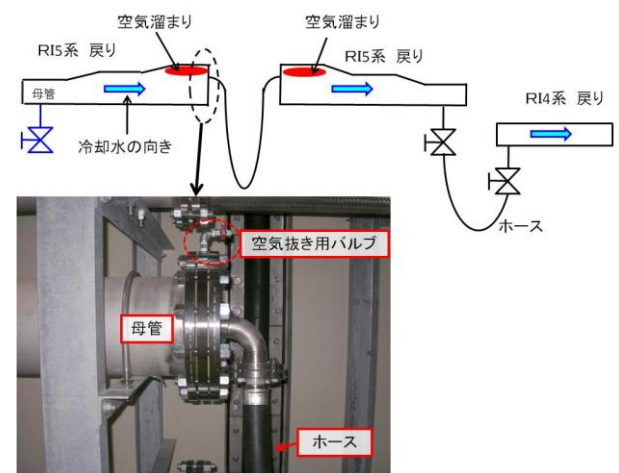 空気溜まり
空気溜まり
RI5系 戻り
RI5系 戻り
母管
RI4系 戻り
冷却水の向き
ホース
空気抜き用バルブ
母管
ホース